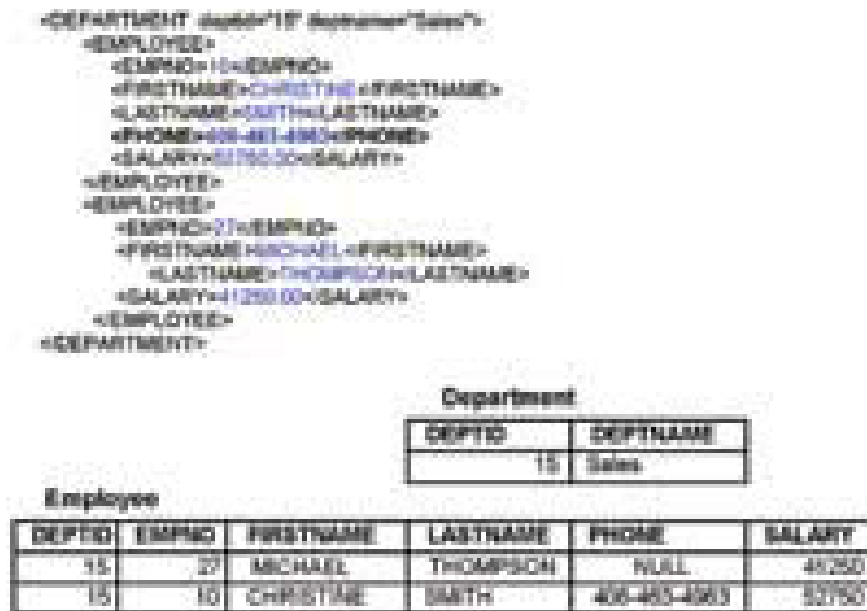 <DEPARTMENT deptid="15" deptname="Sales">
<EMPLOYEE>
<EMPNO>10</EMPNO>
<FIRSTNAME>CHRISTINE</FIRSTNAME>
<LASTNAME>SMITH</LASTNAME>
<PHONE>408-463-4963</PHONE>
<SALARY>52750.00</SALARY>
</EMPLOYEE>
<EMPLOYEE>
<EMPNO>27</EMPNO>
<FIRSTNAME>MICHAEL</FIRSTNAME>
<LASTNAME>THOMPSON</LASTNAME>
<SALARY>41250.00</SALARY>
</EMPLOYEE>
</DEPARTMENT>
Department
DEPTID DEPTNAME
15 Sales
Employee
DEPTID EMPNO FIRSTNAME LASTNAME PHONE SALARY
15 27 MICHAEL THOMPSON NULL 41250
15 10 CHRISTINE SMITH 408-463-4963 52750